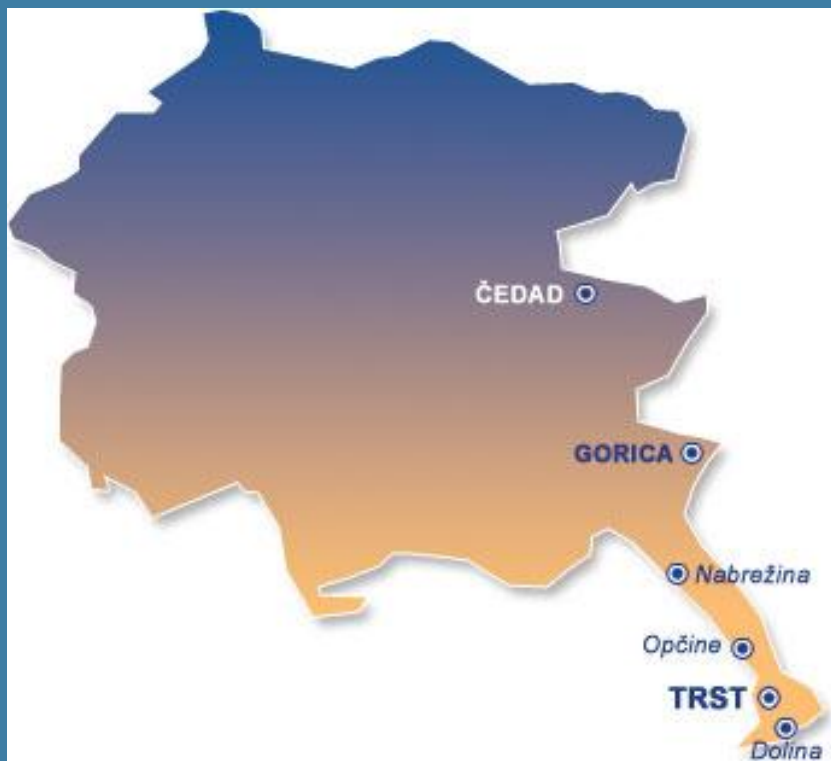 ČEDAD
GORICA
Nabrežina
Opčine
TRST
Dolina